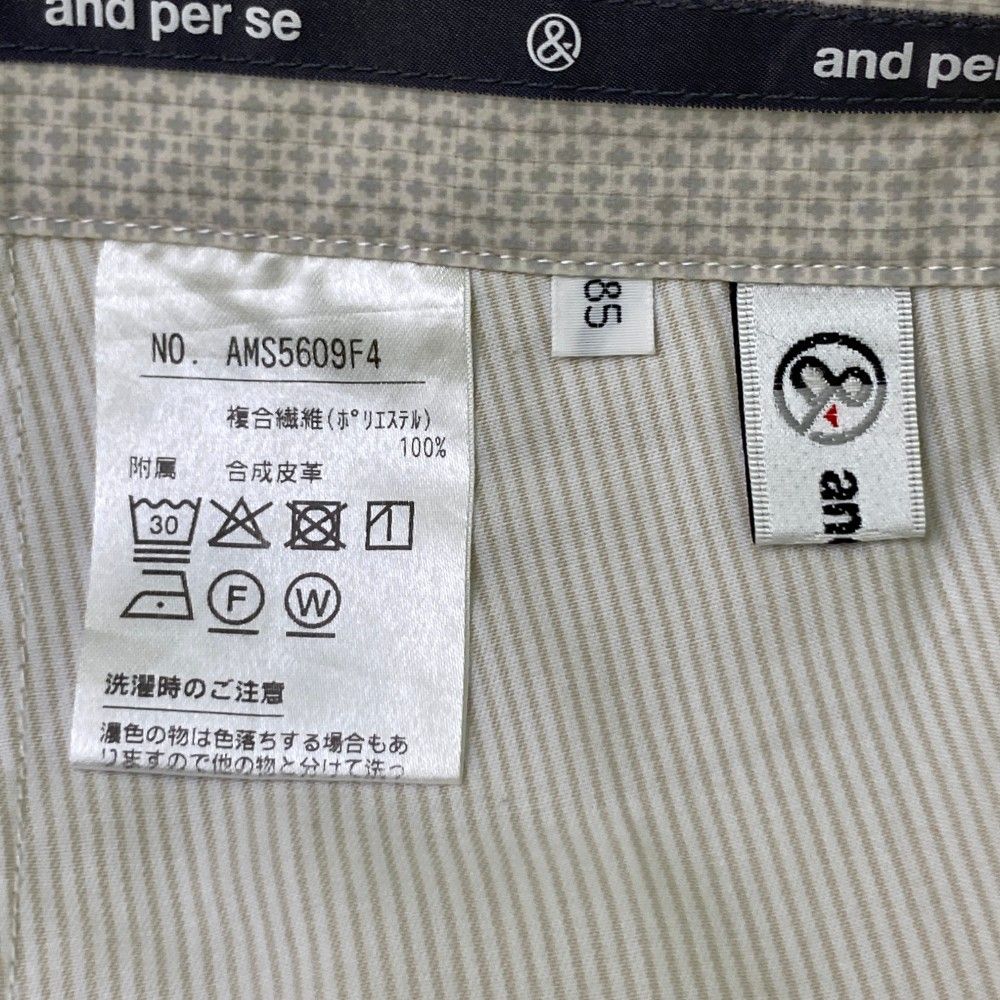 and per se & and per
NO. AMS5609F4
複合繊維(ポリエステル)
100%
附属 合成皮革
30
F W
洗濯時のご注意
濃色の物は色落ちする場合もあ
りますので他の物と分けて洗っ
85
&
an